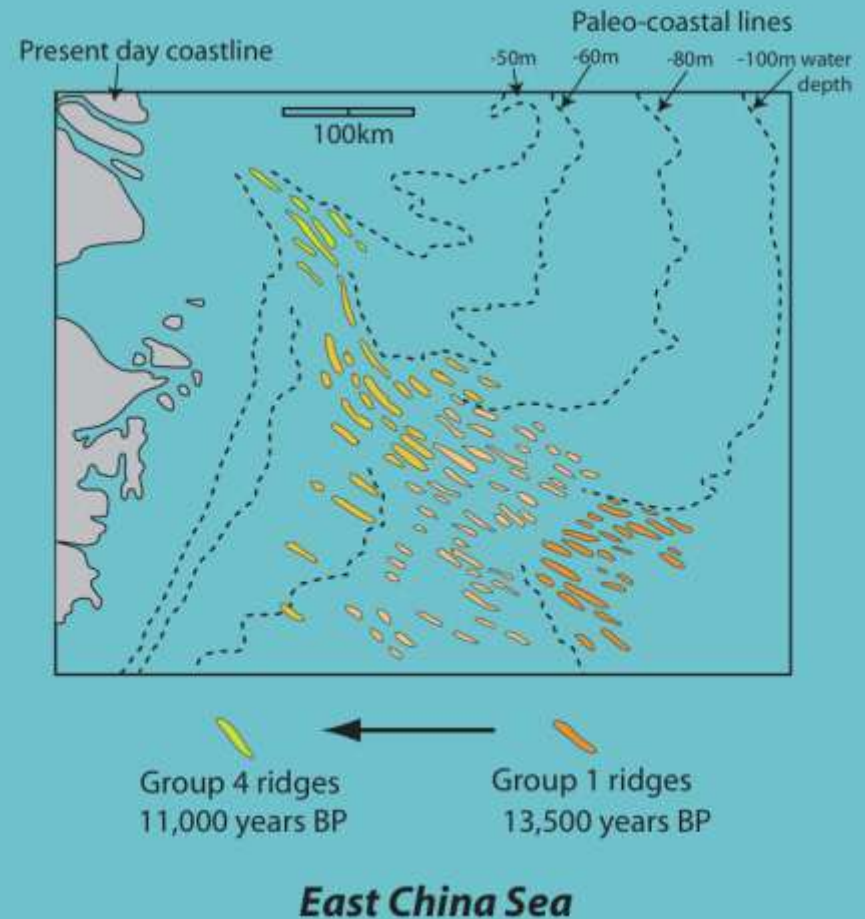 Paleo-coastal lines
Present day coastline
-50m
-60m
-80m
-100m water
depth
100km
Group 4 ridges
11,000 years BP
Group 1 ridges
13,500 years BP
East China Sea